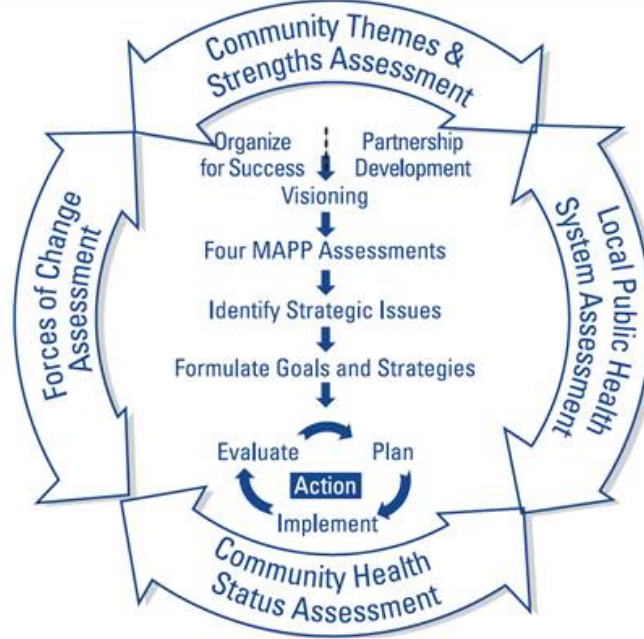 Community Themes &
Strengths Assessment
Organize
for Success
Partnership
Development
Visioning
Four MAPP Assessments
Identify Strategic Issues
Formulate Goals and Strategies
Evaluate
Plan
Action
Implement
Forces of Change
Assessment
Local Public Health
System Assessment
Community Health
Status Assessment